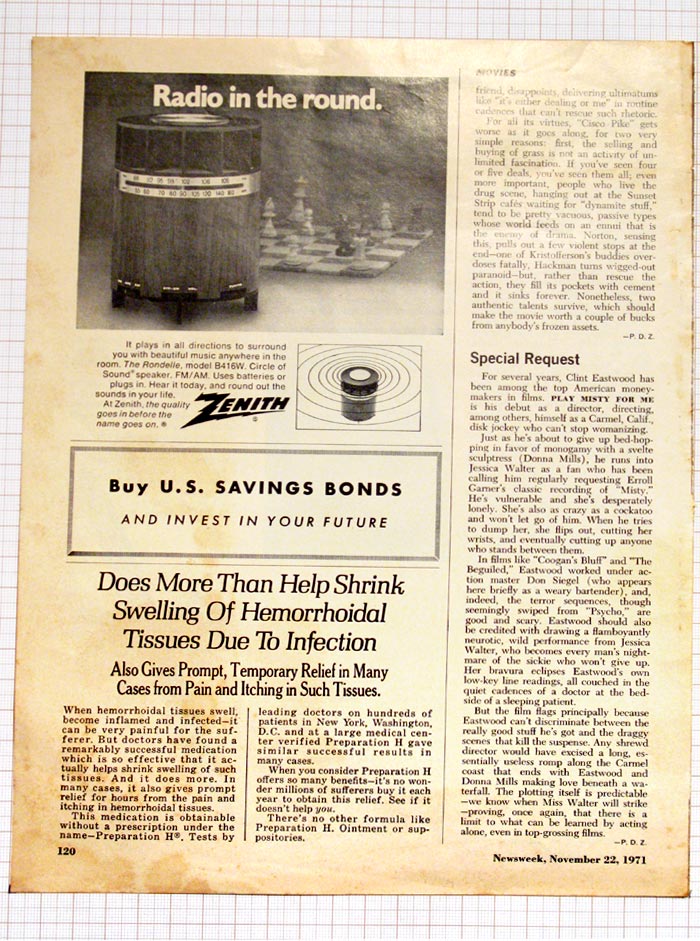 Radio in the round.
88 92 95 98 102 106 108
55 60 70 80 90 105 120 140 160
It plays in all directions to surround
you with beautiful music anywhere in the
room. The Rondelle, model B416W. Circle of
Sound® speaker. FM/AM. Uses batteries or
plugs in. Hear it today, and round out the
sounds in your life.
At Zenith, the quality
goes in before the
name goes on.®
ZENITH
®
Buy U.S. SAVINGS BONDS
AND INVEST IN YOUR FUTURE
Does More Than Help Shrink
Swelling Of Hemorrhoidal
Tissues Due To Infection
Also Gives Prompt, Temporary Relief in Many
Cases from Pain and Itching in Such Tissues.
When hemorrhoidal tissues swell,
become inflamed and infected—it
can be very painful for the suf-
ferer. But doctors have found a
remarkably successful medication
which is so effective that it ac-
tually helps shrink swelling of such
tissues. And it does more. In
many cases, it also gives prompt
relief for hours from the pain and
itching in hemorrhoidal tissues.
This medication is obtainable
without a prescription under the
name—Preparation H®. Tests by
leading doctors on hundreds of
patients in New York, Washington,
D.C. and at a large medical cen-
ter verified Preparation H gave
similar successful results in
many cases.
When you consider Preparation H
offers so many benefits—it's no won-
der millions of sufferers buy it each
year to obtain this relief. See if it
doesn't help you.
There's no other formula like
Preparation H. Ointment or sup-
positories.
120
MOVIES
friend, disappoints, delivering ultimatums
like "it's either dealing or me" in routine
cadences that can't rescue such rhetoric.
For all its virtues, "Cisco Pike" gets
worse as it goes along, for two very
simple reasons: first, the selling and
buying of grass is not an activity of un-
limited fascination. If you've seen four
or five deals, you've seen them all; even
more important, people who live the
drug scene, hanging out at the Sunset
Strip cafés waiting for "dynamite stuff,"
tend to be pretty vacuous, passive types
whose world feeds on an ennui that is
the enemy of drama. Norton, sensing
this, pulls out a few violent stops at the
end—one of Kristofferson's buddies over-
doses fatally, Hackman turns wigged-out
paranoid—but, rather than rescue the
action, they fill its pockets with cement
and it sinks forever. Nonetheless, two
authentic talents survive, which should
make the movie worth a couple of bucks
from anybody's frozen assets.
—P. D. Z.
Special Request
For several years, Clint Eastwood has
been among the top American money-
makers in films. PLAY MISTY FOR ME
is his debut as a director, directing,
among others, himself as a Carmel, Calif.,
disk jockey who can't stop womanizing.
Just as he's about to give up bed-hop-
ping in favor of monogamy with a svelte
sculptress (Donna Mills), he runs into
Jessica Walter as a fan who has been
calling him regularly requesting Erroll
Garner's classic recording of "Misty."
He's vulnerable and she's desperately
lonely. She's also as crazy as a cockatoo
and won't let go of him. When he tries
to dump her, she flips out, cutting her
wrists, and eventually cutting up anyone
who stands between them.
In films like "Coogan's Bluff" and "The
Beguiled," Eastwood worked under ac-
tion master Don Siegel (who appears
here briefly as a weary bartender), and,
indeed, the terror sequences, though
seemingly swiped from "Psycho," are
good and scary. Eastwood should also
be credited with drawing a flamboyantly
neurotic, wild performance from Jessica
Walter, who becomes every man's night-
mare of the sickie who won't give up.
Her bravura eclipses Eastwood's own
low-key line readings, all couched in the
quiet cadences of a doctor at the bed-
side of a sleeping patient.
But the film flags principally because
Eastwood can't discriminate between the
really good stuff he's got and the draggy
scenes that kill the suspense. Any shrewd
director would have excised a long, es-
sentially useless romp along the Carmel
coast that ends with Eastwood and
Donna Mills making love beneath a wa-
terfall. The plotting itself is predictable
—we know when Miss Walter will strike
—proving, once again, that there is a
limit to what can be learned by acting
alone, even in top-grossing films.
—P. D. Z.
Newsweek, November 22, 1971